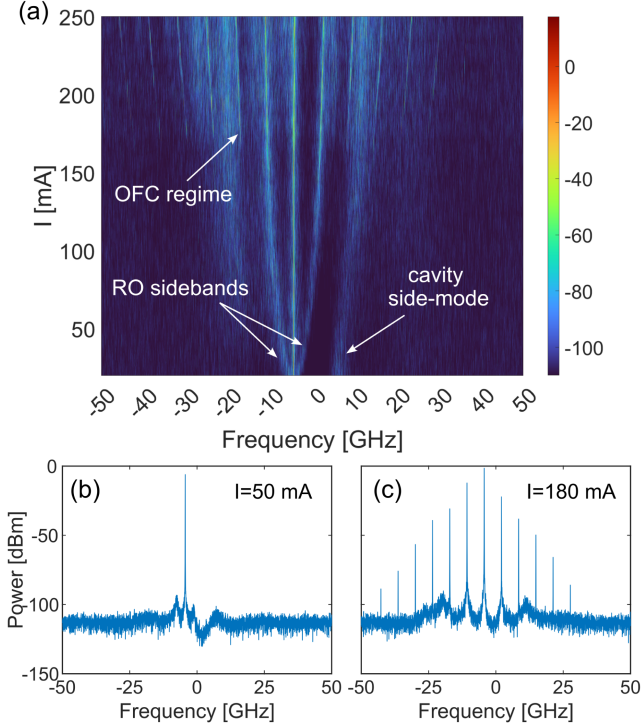 (a)
250
200
150
100
50
I [mA]
OFC regime
RO sidebands
cavity
side-mode
0
-20
-40
-60
-80
-100
-50
-40
-30
-20
-10
0
10
20
30
40
50
Frequency [GHz]
(b)
I=50 mA
0
-50
-100
-150
Power [dBm]
-50
-25
0
25
50
Frequency [GHz]
(c)
I=180 mA
-50
-25
0
25
50
Frequency [GHz]